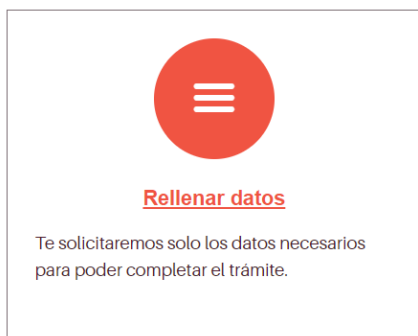 Rellenar datos
Te solicitaremos solo los datos necesarios
para poder completar el trámite.